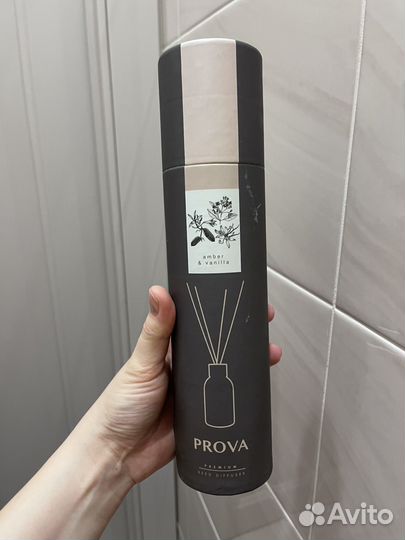 amber
& vanilla
PROVA
PREMIUM
REED DIFFUSER
Avito